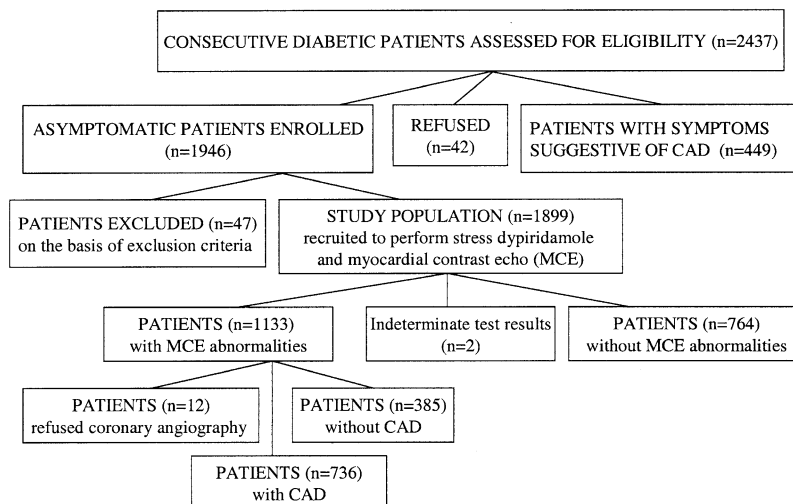 CONSECUTIVE DIABETIC PATIENTS ASSESSED FOR ELIGIBILITY (n=2437)
ASYMPTOMATIC PATIENTS ENROLLED
(n=1946)
REFUSED
(n=42)
PATIENTS WITH SYMPTOMS
SUGGESTIVE OF CAD (n=449)
PATIENTS EXCLUDED (n=47)
on the basis of exclusion criteria
STUDY POPULATION (n=1899)
recruited to perform stress dypiridamole
and myocardial contrast echo (MCE)
PATIENTS (n=1133)
with MCE abnormalities
Indeterminate test results
(n=2)
PATIENTS (n=764)
without MCE abnormalities
PATIENTS (n=12)
refused coronary angiography
PATIENTS (n=385)
without CAD
PATIENTS (n=736)
with CAD